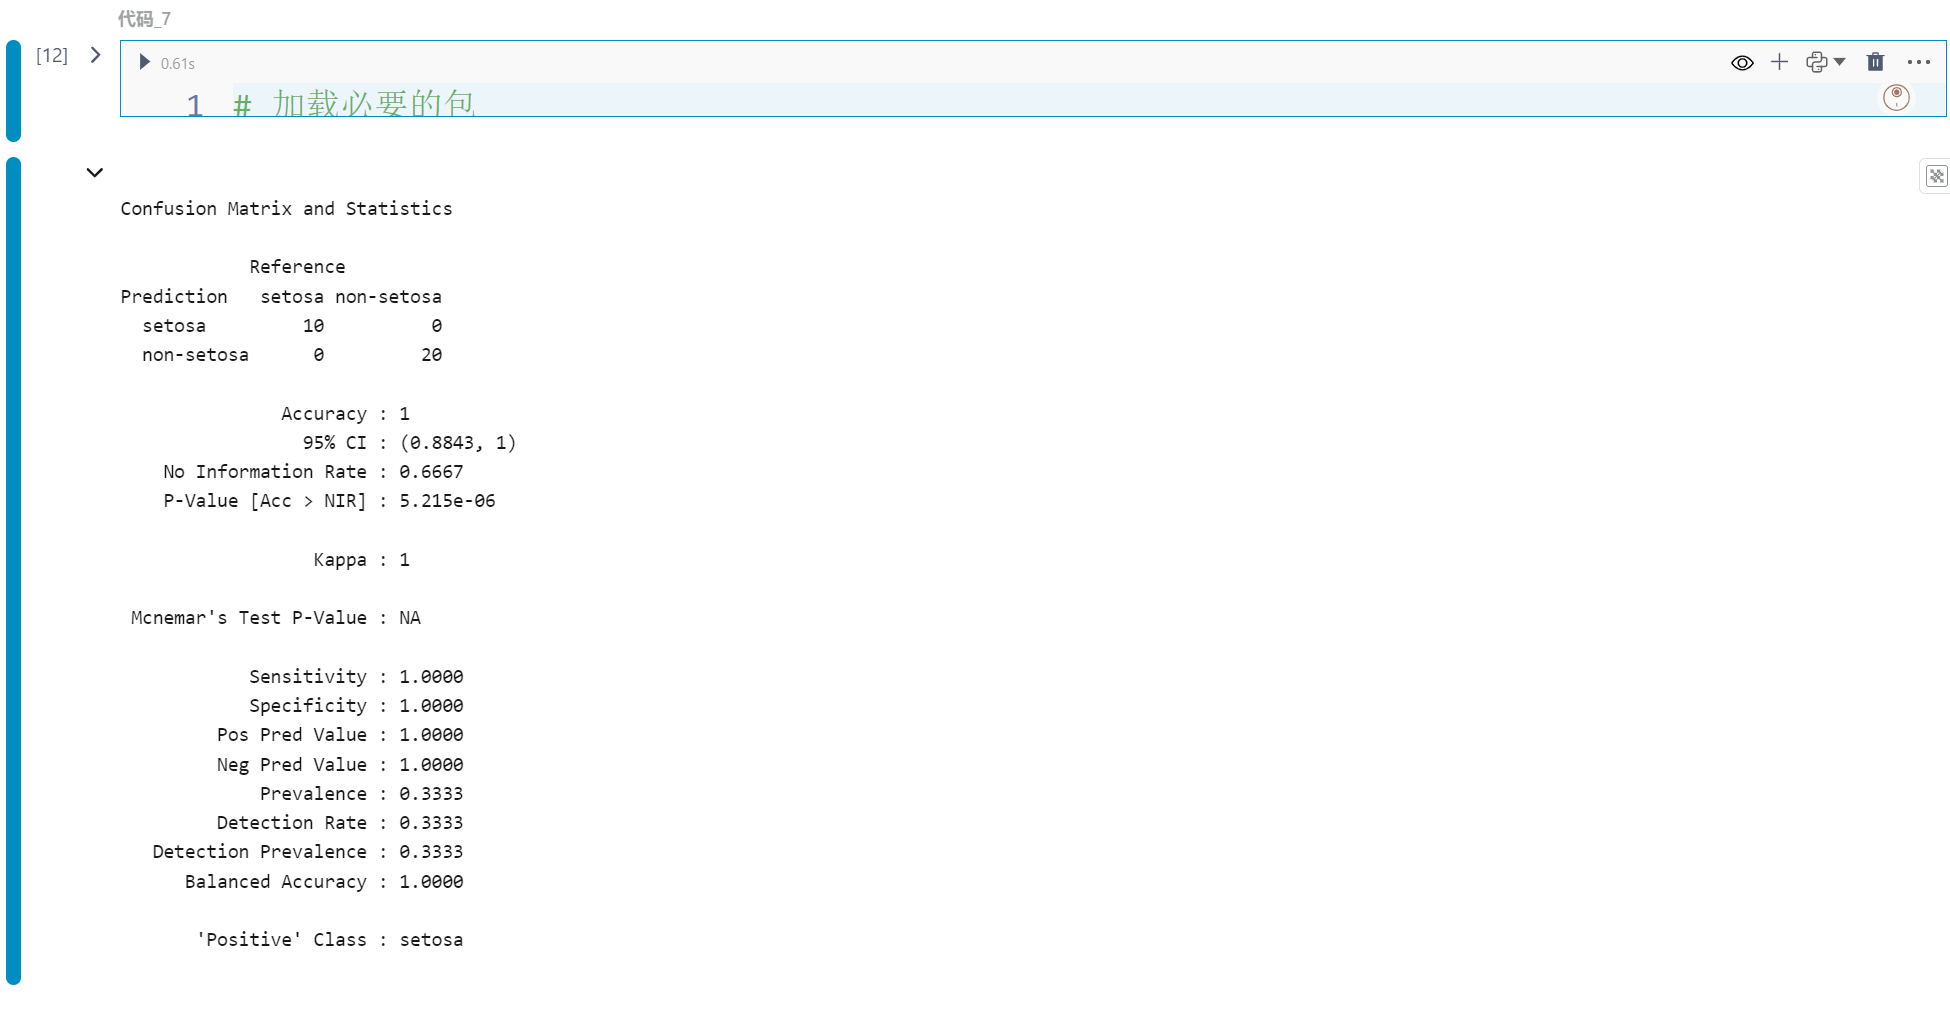 代码_7
[12]
0.61s
1 # 加载必要的包
Confusion Matrix and Statistics
Reference
Prediction setosa non-setosa
setosa 10 0
non-setosa 0 20
Accuracy : 1
95% CI : (0.8843, 1)
No Information Rate : 0.6667
P-Value [Acc > NIR] : 5.215e-06
Kappa : 1
Mcnemar's Test P-Value : NA
Sensitivity : 1.0000
Specificity : 1.0000
Pos Pred Value : 1.0000
Neg Pred Value : 1.0000
Prevalence : 0.3333
Detection Rate : 0.3333
Detection Prevalence : 0.3333
Balanced Accuracy : 1.0000
'Positive' Class : setosa